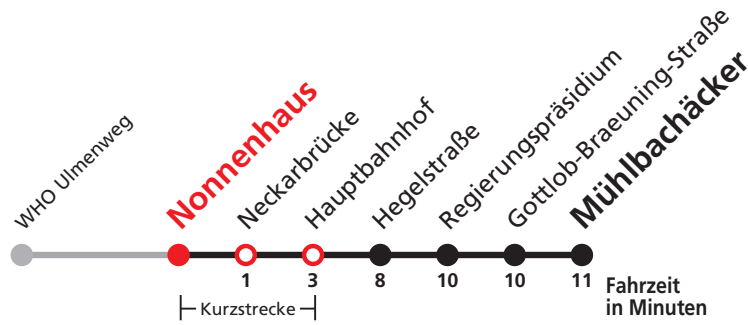 WHO Ulmenweg
Nonnenhaus
Neckarbrücke
Hauptbahnhof
Hegelstraße
Regierungspräsidium
Gottlob-Braeuning-Straße
Mühlbachäcker
1 3 8 10 10 11 Fahrzeit
in Minuten
Kurzstrecke